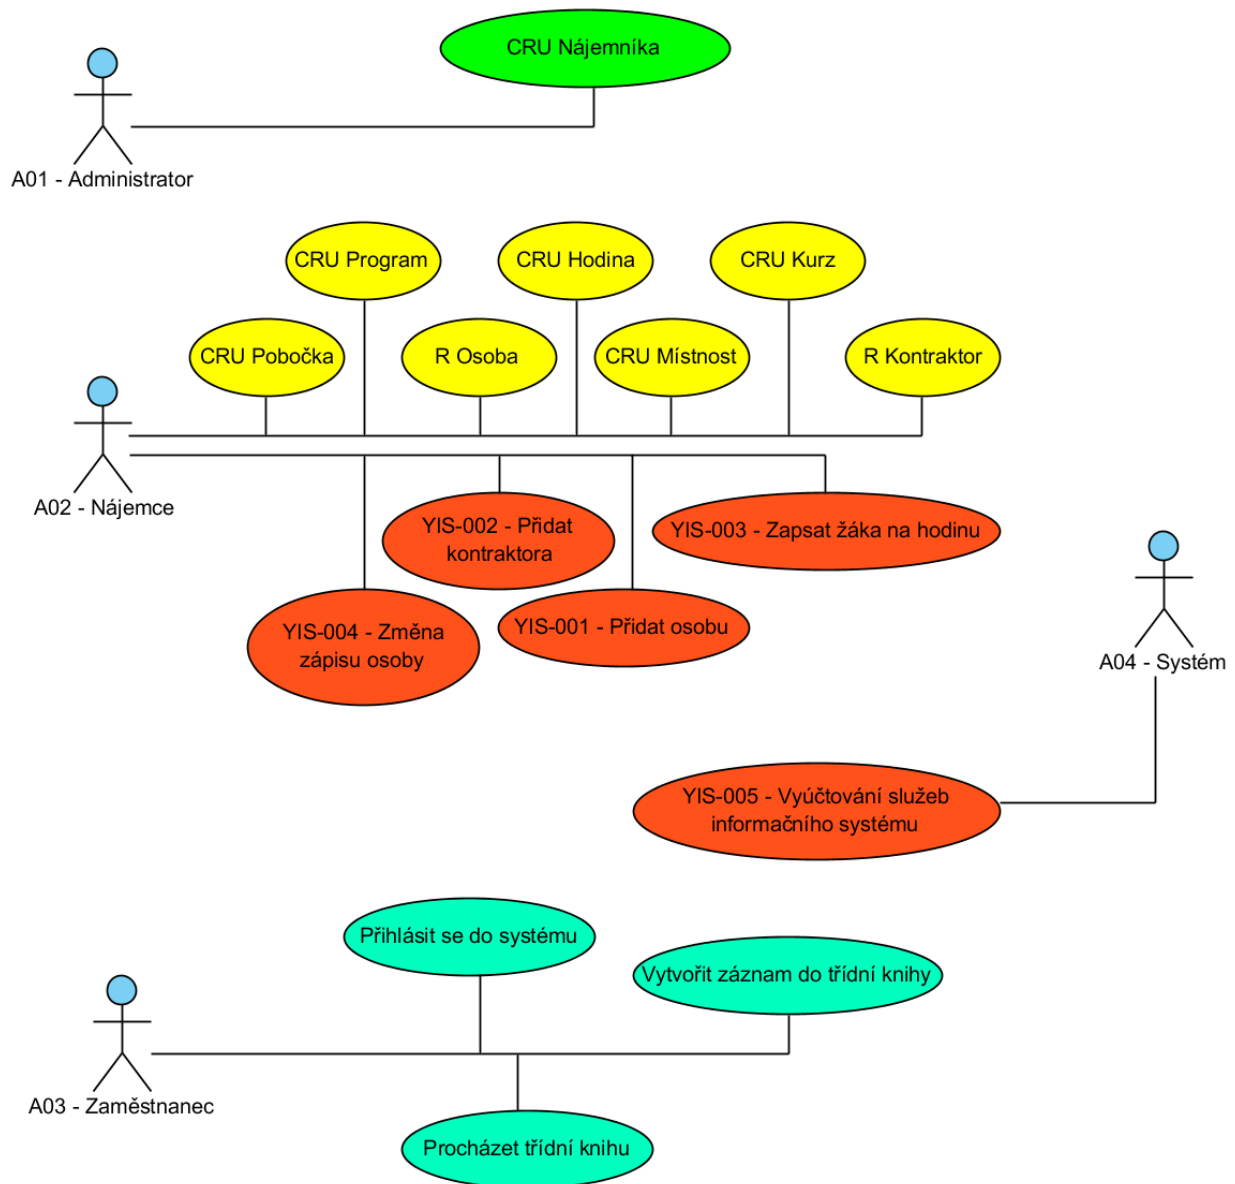 CRU Nájemníka
A01 - Administrator
CRU Program
CRU Hodina
CRU Kurz
CRU Pobočka
R Osoba
CRU Místnost
R Kontraktor
A02 - Nájemce
YIS-002 - Přidat
kontraktora
YIS-003 - Zapsat žáka na hodinu
YIS-004 - Změna
zápisu osoby
YIS-001 - Přidat osobu
A04 - Systém
YIS-005 - Vyúčtování služeb
informačního systému
Přihlásit se do systému
Vytvořit záznam do třídní knihy
A03 - Zaměstnanec
Procházet třídní knihu